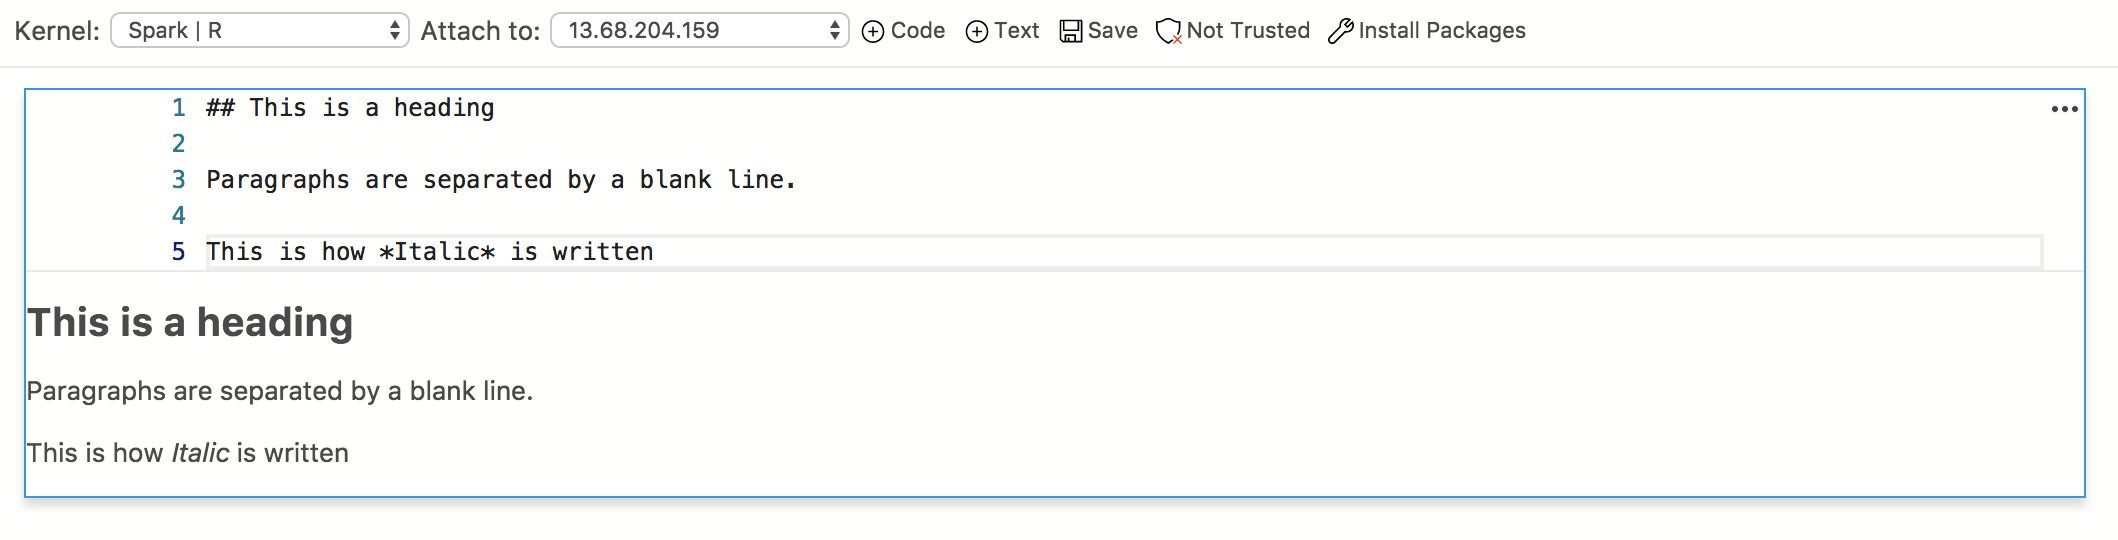 Kernel: Spark | R Attach to: 13.68.204.159 Code Text Save Not Trusted Install Packages
1 ## This is a heading
2
3 Paragraphs are separated by a blank line.
4
5 This is how *Italic* is written
This is a heading
Paragraphs are separated by a blank line.
This is how Italic is written